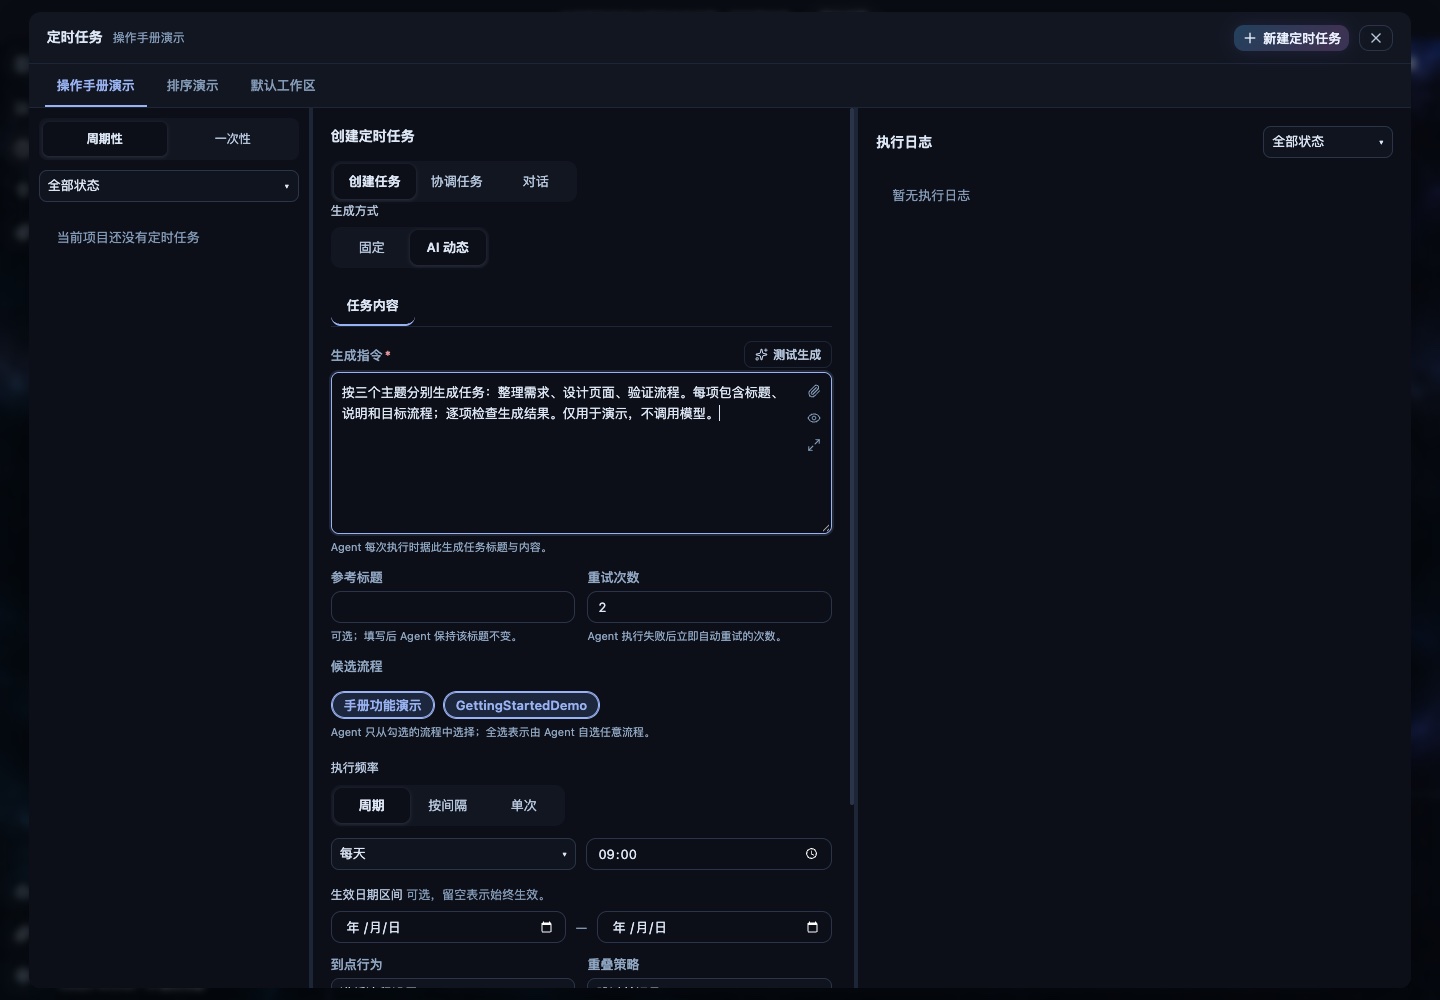 定时任务 操作手册演示
新建定时任务
操作手册演示 排序演示 默认工作区
周期性 一次性
全部状态
当前项目还没有定时任务
创建定时任务
创建任务 协调任务 对话
生成方式
固定 AI 动态
任务内容
生成指令*
测试生成
按三个主题分别生成任务：整理需求、设计页面、验证流程。每项包含标题、
说明和目标流程；逐项检查生成结果。仅用于演示，不调用模型。
Agent 每次执行时据此生成任务标题与内容。
参考标题 重试次数
2
可选；填写后 Agent 保持该标题不变。 Agent 执行失败后立即自动重试的次数。
候选流程
手册功能演示 GettingStartedDemo
Agent 只从勾选的流程中选择；全选表示由 Agent 自选任意流程。
执行频率
周期 按间隔 单次
每天 09:00
生效日期区间 可选，留空表示始终生效。
年 /月/日 — 年 /月/日
到点行为 重叠策略
执行日志
全部状态
暂无执行日志